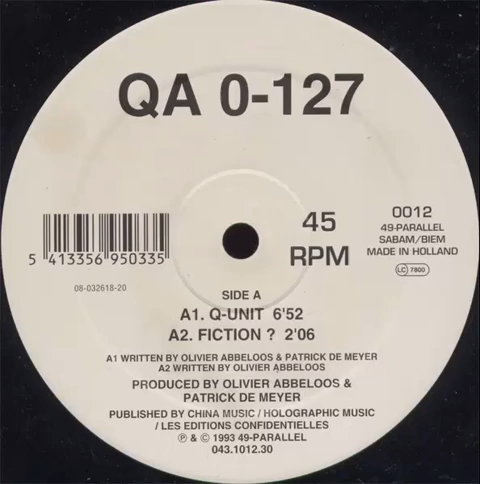 QA 0-127
5 413356 950335
08-032618-20
45
RPM
0012
49-PARALLEL
SABAM/BIEM
MADE IN HOLLAND
LC 7800
SIDE A
A1. Q-UNIT 6'52
A2. FICTION ? 2'06
A1 WRITTEN BY OLIVIER ABBELOOS & PATRICK DE MEYER
A2 WRITTEN BY OLIVIER ABBELOOS
PRODUCED BY OLIVIER ABBELOOS &
PATRICK DE MEYER
PUBLISHED BY CHINA MUSIC / HOLOGRAPHIC MUSIC
/ LES EDITIONS CONFIDENTIELLES
℗ & © 1993 49-PARALLEL
043.1012.30